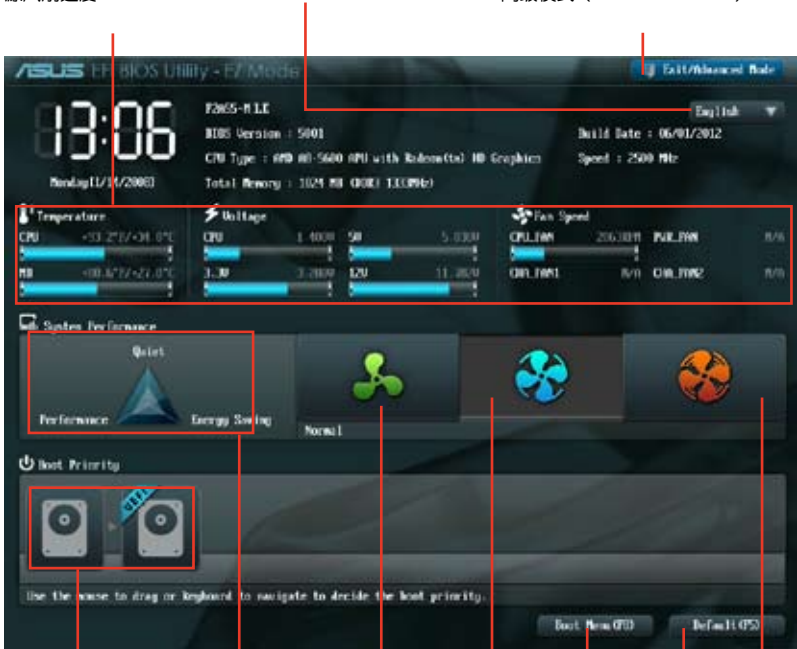 ASUS EFI BIOS Utility - EZ Mode
Exit/Advanced Mode
13:06
F2A55-M LE
English
BIOS Version : 5001
Build Date : 06/01/2012
CPU Type : AMD A8-5600 APU with Radeon(tm) HD Graphics
Speed : 2500 MHz
Total Memory : 1024 MB (DDR3 1333MHz)
Temperature
Voltage
Fan Speed
CPU
CPU
5V
CPU_FAN
PWR_FAN
N/A
MB
3.3V
12V
CHA_FAN1
N/A
CHA_FAN2
N/A
System Performance
Quiet
Performance
Energy Saving
Normal
Boot Priority
Use the mouse to drag or keyboard to navigate to decide the boot priority.
Boot Menu(F8)
Default(F5)